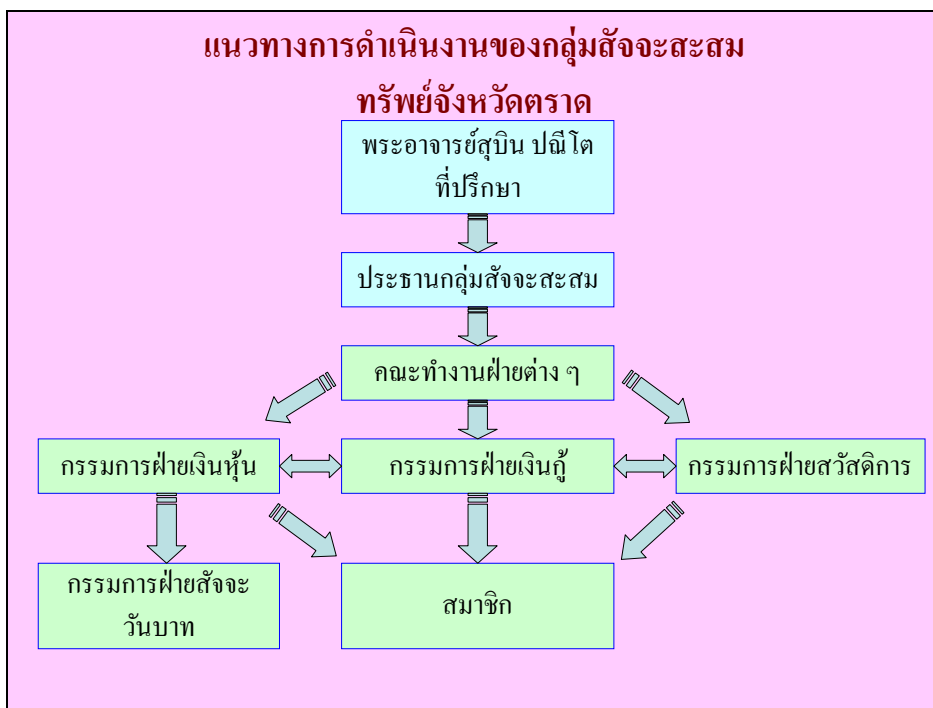 แนวทางการดำเนินงานของกลุ่มสัจจะสะสม
ทรัพย์จังหวัดตราด
พระอาจารย์สุบิน ปณีโต
ที่ปรึกษา
ประธานกลุ่มสัจจะสะสม
คณะทำงานฝ่ายต่าง ๆ
กรรมการฝ่ายเงินหุ้น
กรรมการฝ่ายเงินกู้
กรรมการฝ่ายสวัสดิการ
กรรมการฝ่ายสัจจะ
วันบาท
สมาชิก